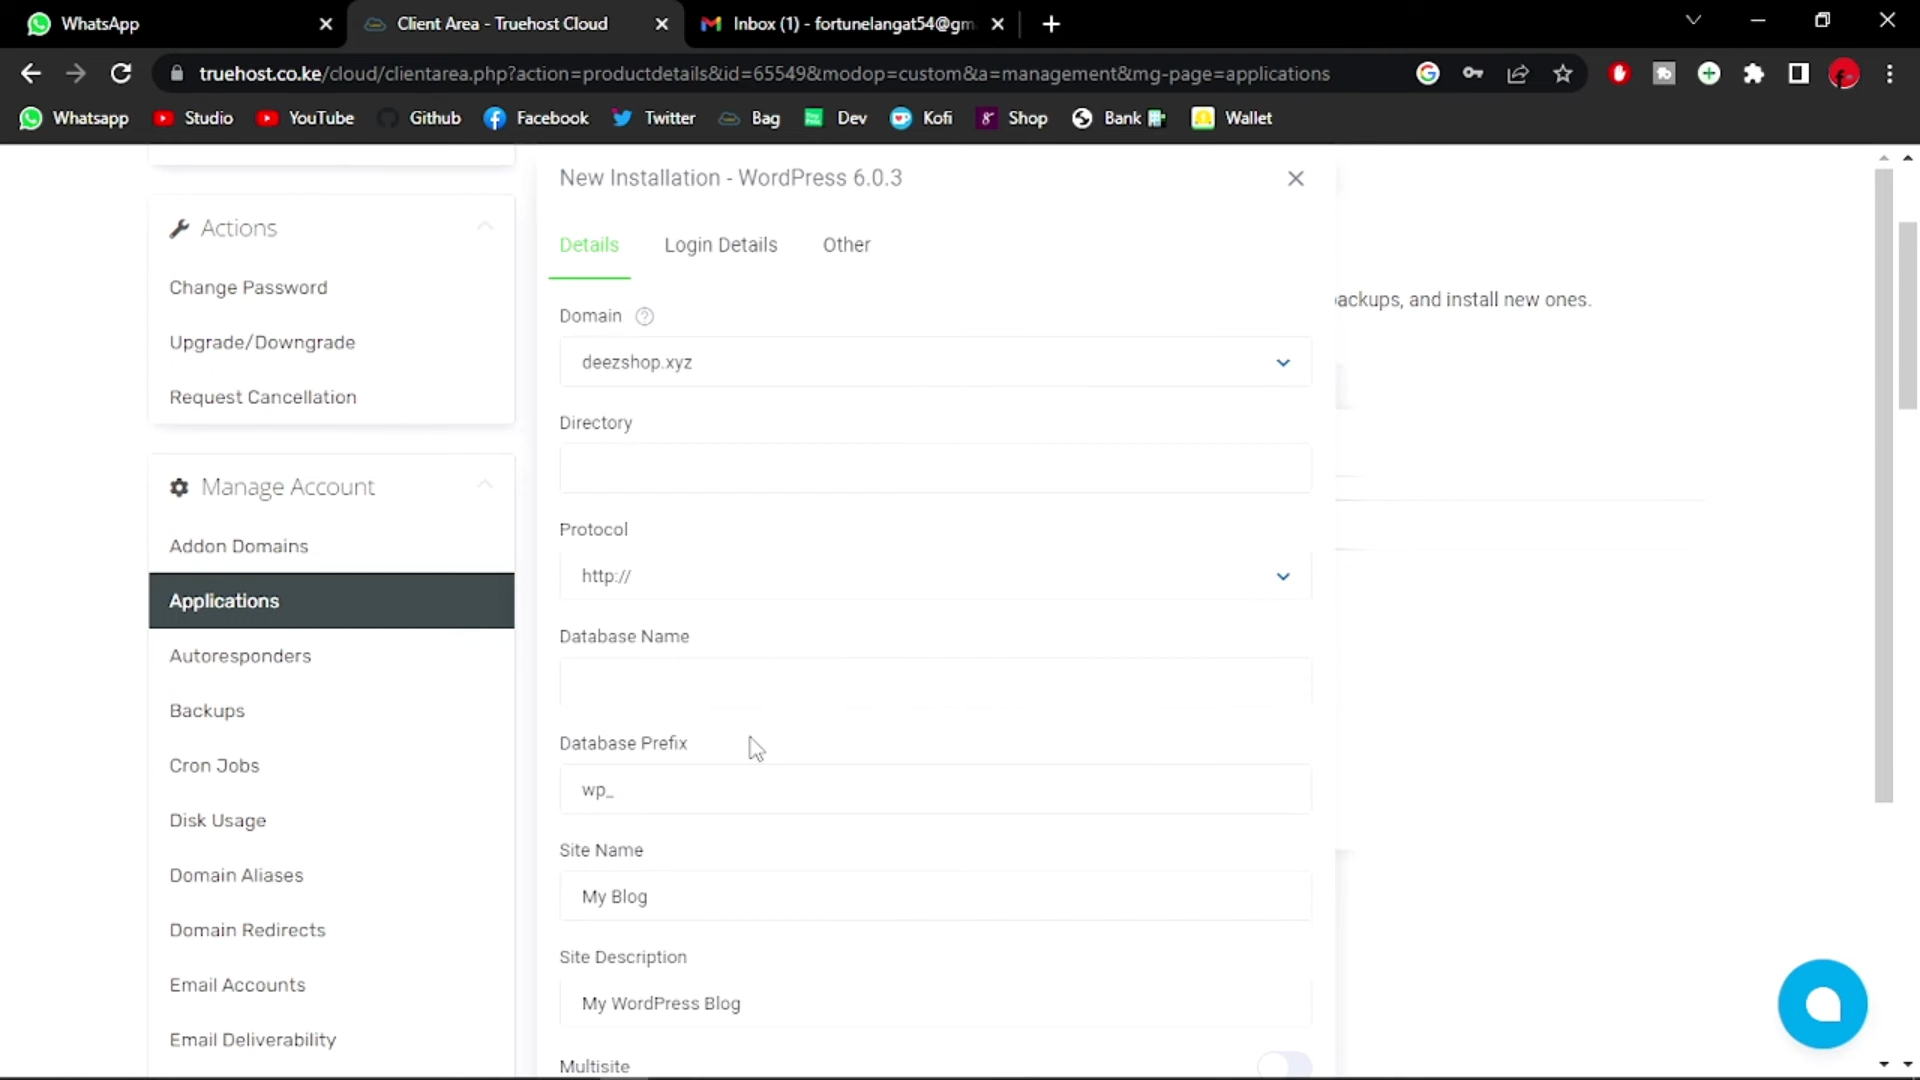 WhatsApp
Client Area - Truehost Cloud
Inbox (1) - fortunelangat54@gm
truehost.co.ke/cloud/clientarea.php?action=productdetails&id=65549&modop=custom&a=management&mg-page=applications
Whatsapp
Studio
YouTube
Github
Facebook
Twitter
Bag
Dev
Kofi
Shop
Bank
Wallet
Actions
Change Password
Upgrade/Downgrade
Request Cancellation
Manage Account
Addon Domains
Applications
Autoresponders
Backups
Cron Jobs
Disk Usage
Domain Aliases
Domain Redirects
Email Accounts
Email Deliverability
New Installation - WordPress 6.0.3
Details
Login Details
Other
Domain
deezshop.xyz
Directory
Protocol
http://
Database Name
Database Prefix
wp_
Site Name
My Blog
Site Description
My WordPress Blog
Multisite
backups, and install new ones.